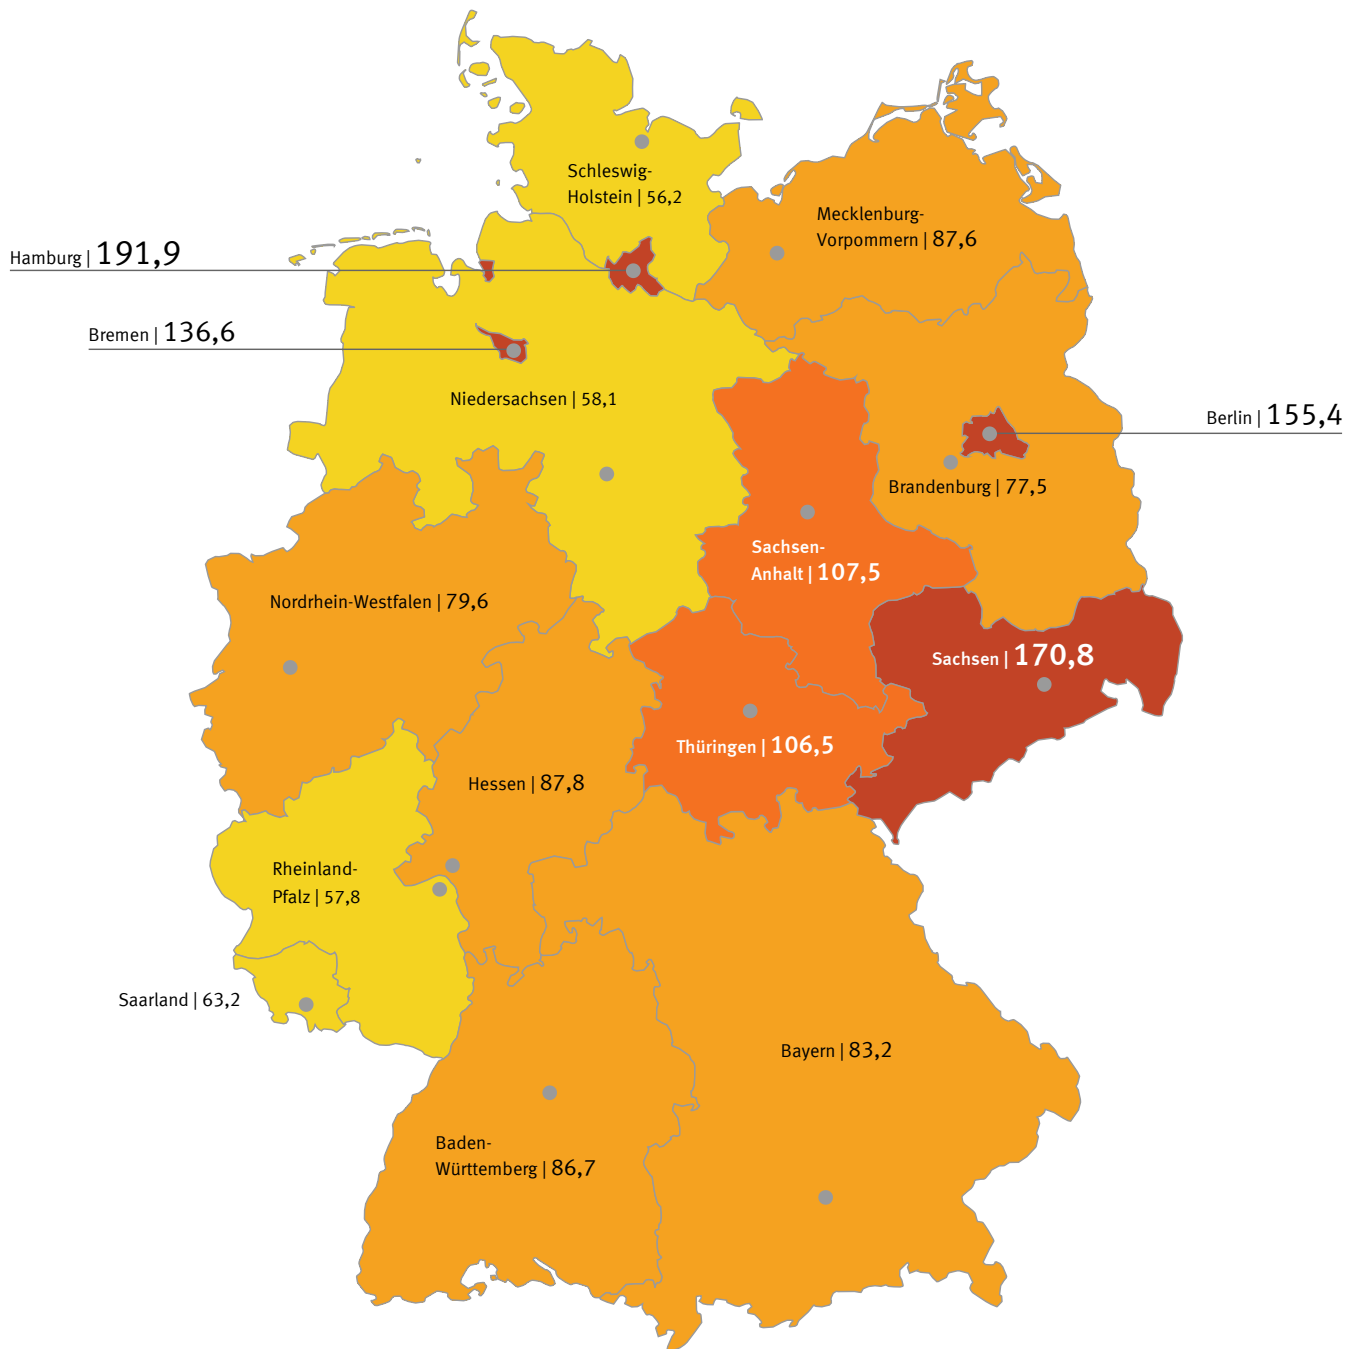 Schleswig-
Holstein | 56,2
Mecklenburg-
Vorpommern | 87,6
Hamburg | 191,9
Bremen | 136,6
Niedersachsen | 58,1
Berlin | 155,4
Brandenburg | 77,5
Sachsen-
Anhalt | 107,5
Nordrhein-Westfalen | 79,6
Sachsen | 170,8
Thüringen | 106,5
Hessen | 87,8
Rheinland-
Pfalz | 57,8
Saarland | 63,2
Bayern | 83,2
Baden-
Württemberg | 86,7